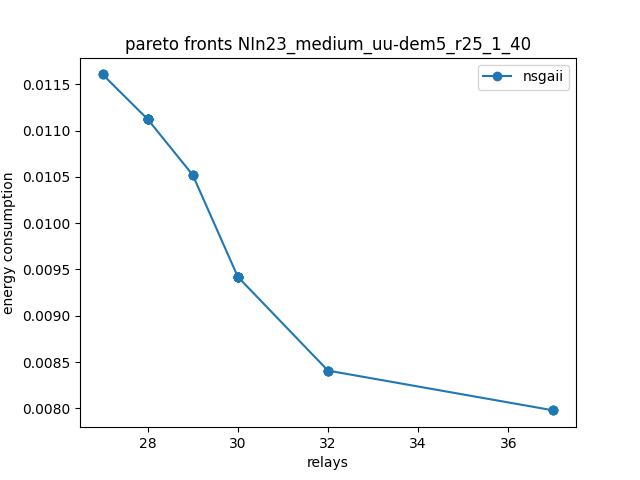 pareto fronts NIn23_medium_uu-dem5_r25_1_40
nsgaii
0.0115
0.0110
0.0105
0.0100
0.0095
0.0090
0.0085
0.0080
energy consumption
28 30 32 34 36
relays